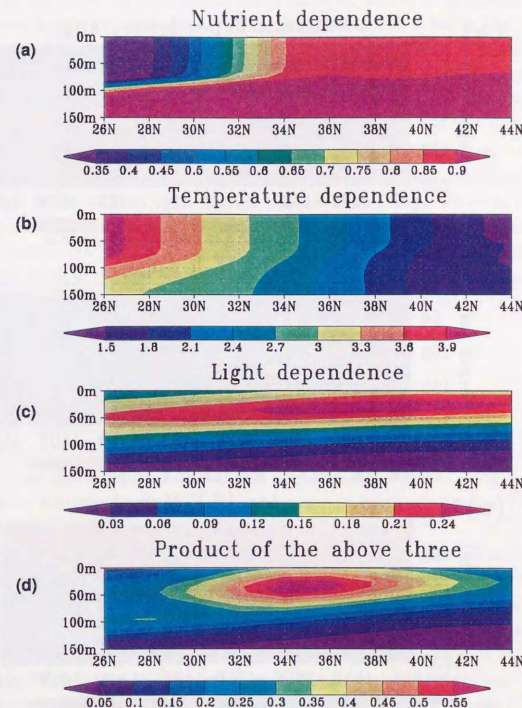 Nutrient dependence
(a)
0m
50m
100m
150m
26N 28N 30N 32N 34N 36N 38N 40N 42N 44N
0.35 0.4 0.45 0.5 0.55 0.6 0.65 0.7 0.75 0.8 0.85 0.9
Temperature dependence
(b)
0m
50m
100m
150m
26N 28N 30N 32N 34N 36N 38N 40N 42N 44N
1.5 1.8 2.1 2.4 2.7 3 3.3 3.6 3.9
Light dependence
(c)
0m
50m
100m
150m
26N 28N 30N 32N 34N 36N 38N 40N 42N 44N
0.03 0.06 0.09 0.12 0.15 0.18 0.21 0.24
Product of the above three
(d)
0m
50m
100m
150m
26N 28N 30N 32N 34N 36N 38N 40N 42N 44N
0.05 0.1 0.15 0.2 0.25 0.3 0.35 0.4 0.45 0.5 0.55